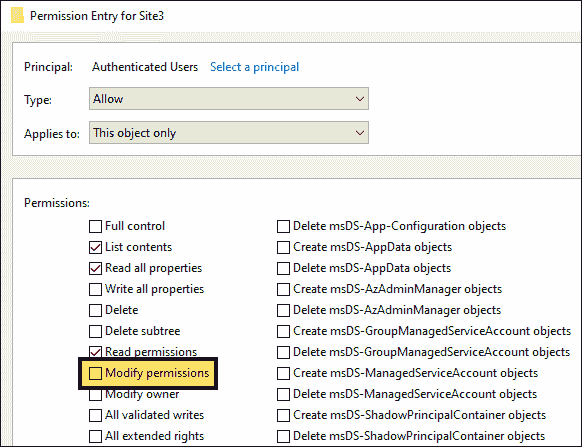 Permission Entry for Site3
Principal: Authenticated Users Select a principal
Type: Allow
Applies to: This object only
Permissions:
Full control Delete msDS-App-Configuration objects
List contents Create msDS-AppData objects
Read all properties Delete msDS-AppData objects
Write all properties Create msDS-AzAdminManager objects
Delete Delete msDS-AzAdminManager objects
Delete subtree Create msDS-GroupManagedServiceAccount objects
Read permissions Delete msDS-GroupManagedServiceAccount objects
Modify permissions Create msDS-ManagedServiceAccount objects
Modify owner Delete msDS-ManagedServiceAccount objects
All validated writes Create msDS-ShadowPrincipalContainer objects
All extended rights Delete msDS-ShadowPrincipalContainer objects